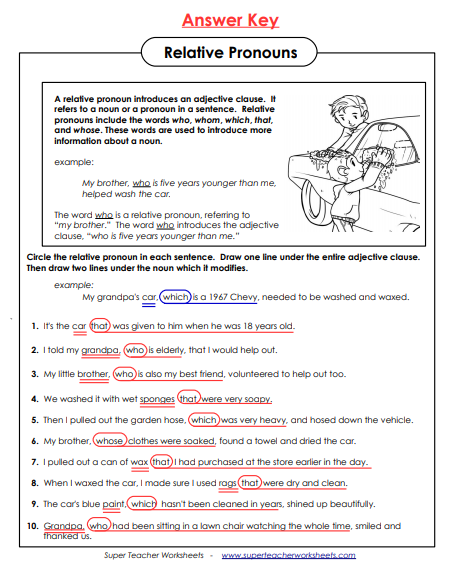 Answer Key
Relative Pronouns
A relative pronoun introduces an adjective clause. It
refers to a noun or a pronoun in a sentence. Relative
pronouns include the words who, whom, which, that,
and whose. These words are used to introduce more
information about a noun.
example:
My brother, who is five years younger than me,
helped wash the car.
The word who is a relative pronoun, referring to
"my brother." The word who introduces the adjective
clause, "who is five years younger than me."
Circle the relative pronoun in each sentence. Draw one line under the entire adjective clause.
Then draw two lines under the noun which it modifies.
example:
My grandpa's car, which is a 1967 Chevy, needed to be washed and waxed.
1. It's the car that was given to him when he was 18 years old.
2. I told my grandpa, who is elderly, that I would help out.
3. My little brother, who is also my best friend, volunteered to help out too.
4. We washed it with wet sponges that were very soapy.
5. Then I pulled out the garden hose, which was very heavy, and hosed down the vehicle.
6. My brother, whose clothes were soaked, found a towel and dried the car.
7. I pulled out a can of wax that I had purchased at the store earlier in the day.
8. When I waxed the car, I made sure I used rags that were dry and clean.
9. The car's blue paint, which hasn't been cleaned in years, shined up beautifully.
10. Grandpa, who had been sitting in a lawn chair watching the whole time, smiled and
thanked us.
Super Teacher Worksheets - www.superteacherworksheets.com